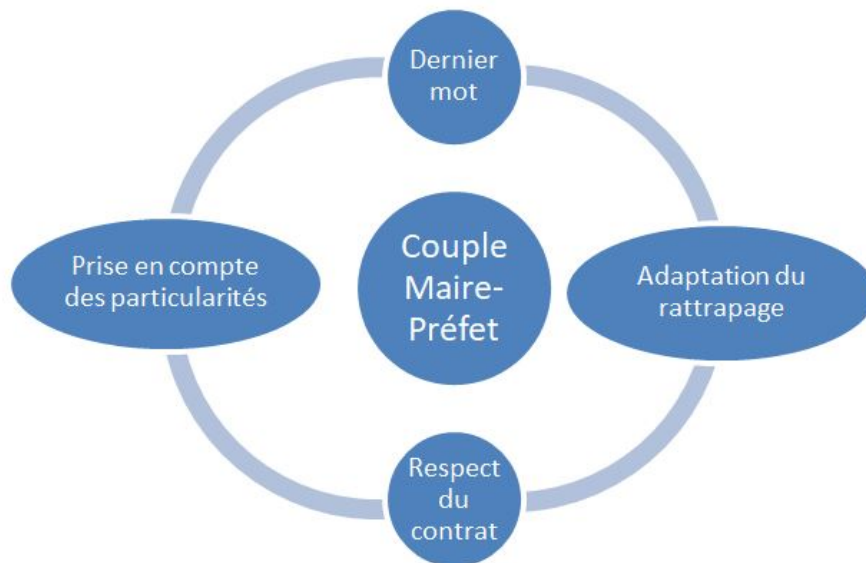 Dernier
mot
Prise en compte
des particularités
Couple
Maire-
Préfet
Adaptation du
rattrapage
Respect
du
contrat